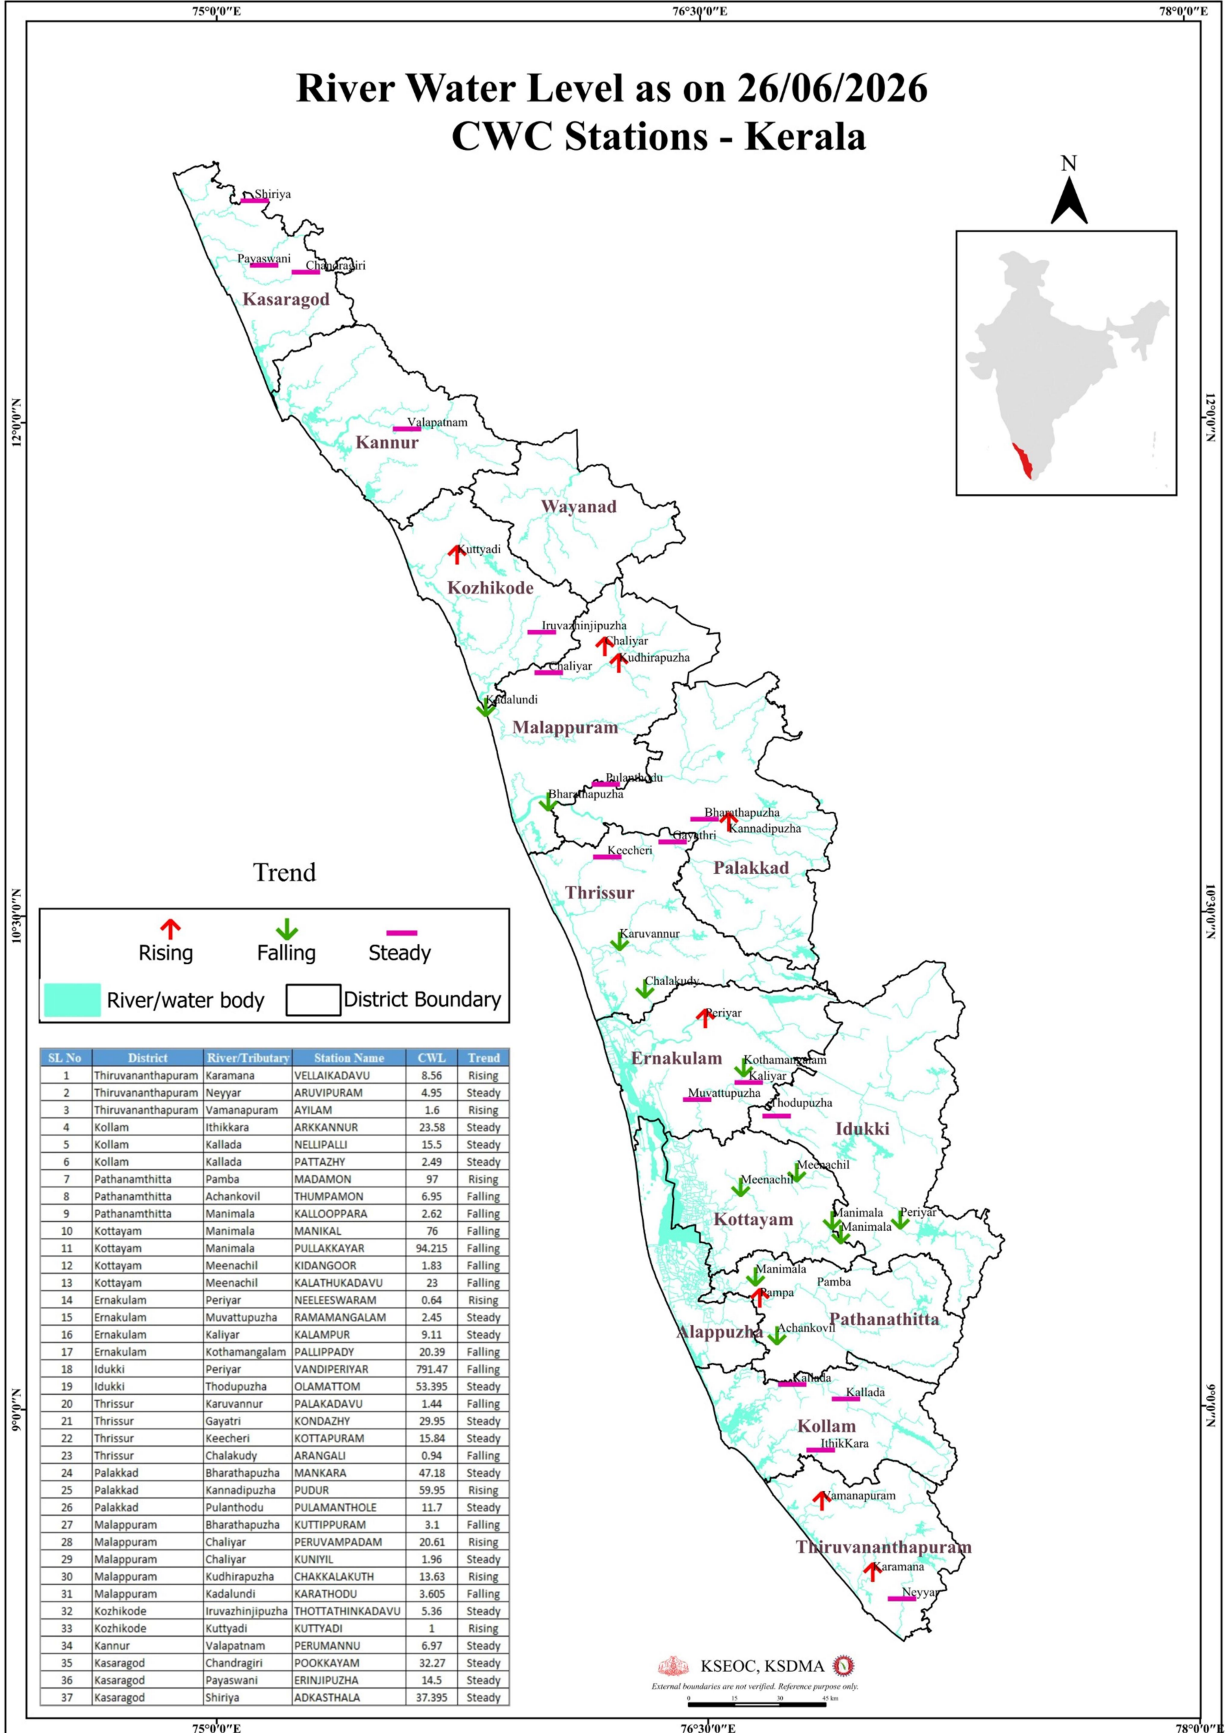 75°0'0"E 76°30'0"E 78°0'0"E
River Water Level as on 26/06/2026
CWC Stations - Kerala
N
Shiriya
Payaswani
Chandragiri
Kasaragod
12°0'0"N
12°0'0"N
Valapatnam
Kannur
Wayanad
Kuttyadi
Kozhikode
Iruvazhinjipuzha
Chaliyar
Kudhirapuzha
Chaliyar
Kadalundi
Malappuram
Pulanthodu
Bharathapuzha
Bharathapuzha
Kannadipuzha
Gayathri
Keecheri
Palakkad
Thrissur
10°30'0"N
10°30'0"N
Karuvannur
Chalakudy
Periyar
Ernakulam
Kothamangalam
Kaliyar
Muvattupuzha
Thodupuzha
Idukki
Meenachil
Meenachil
Kottayam
Manimala
Manimala
Periyar
Manimala
Pamba
Pampa
Pathanathitta
Achankovil
Alappuzha
Kallada
Kallada
9°0'0"N
9°0'0"N
Kollam
IthikKara
Vamanapuram
Thiruvananthapuram
Karamana
Neyyar
Trend
Rising Falling Steady
River/water body District Boundary
SL No District River/Tributary Station Name CWL Trend
1 Thiruvananthapuram Karamana VELLAIKADAVU 8.56 Rising
2 Thiruvananthapuram Neyyar ARUVIPURAM 4.95 Steady
3 Thiruvananthapuram Vamanapuram AYILAM 1.6 Rising
4 Kollam Ithikkara ARKKANNUR 23.58 Steady
5 Kollam Kallada NELLIPALLI 15.5 Steady
6 Kollam Kallada PATTAZHY 2.49 Steady
7 Pathanamthitta Pamba MADAMON 97 Rising
8 Pathanamthitta Achankovil THUMPAMON 6.95 Falling
9 Pathanamthitta Manimala KALLOOPPARA 2.62 Falling
10 Kottayam Manimala MANIKAL 76 Falling
11 Kottayam Manimala PULLAKKAYAR 94.215 Falling
12 Kottayam Meenachil KIDANGOOR 1.83 Falling
13 Kottayam Meenachil KALATHUKADAVU 23 Falling
14 Ernakulam Periyar NEELEESWARAM 0.64 Rising
15 Ernakulam Muvattupuzha RAMAMANGALAM 2.45 Steady
16 Ernakulam Kaliyar KALAMPUR 9.11 Steady
17 Ernakulam Kothamangalam PALLIPPADY 20.39 Falling
18 Idukki Periyar VANDIPERIYAR 791.47 Falling
19 Idukki Thodupuzha OLAMATTOM 53.395 Steady
20 Thrissur Karuvannur PALAKADAVU 1.44 Falling
21 Thrissur Gayatri KONDAZHY 29.95 Steady
22 Thrissur Keecheri KOTTAPURAM 15.84 Steady
23 Thrissur Chalakudy ARANGALI 0.94 Falling
24 Palakkad Bharathapuzha MANKARA 47.18 Steady
25 Palakkad Kannadipuzha PUDUR 59.95 Rising
26 Palakkad Pulanthodu PULAMANTHOLE 11.7 Steady
27 Malappuram Bharathapuzha KUTTIPPURAM 3.1 Falling
28 Malappuram Chaliyar PERUVAMPADAM 20.61 Rising
29 Malappuram Chaliyar KUNIYIL 1.96 Steady
30 Malappuram Kudhirapuzha CHAKKALAKUTH 13.63 Rising
31 Malappuram Kadalundi KARATHODU 3.605 Falling
32 Kozhikode Iruvazhinjipuzha THOTTATHINKADAVU 5.36 Steady
33 Kozhikode Kuttyadi KUTTYADI 1 Rising
34 Kannur Valapatnam PERUMANNU 6.97 Steady
35 Kasaragod Chandragiri POOKKAYAM 32.27 Steady
36 Kasaragod Payaswani ERINJIPUZHA 14.5 Steady
37 Kasaragod Shiriya ADKASTHALA 37.395 Steady
KSEOC, KSDMA
External boundaries are not verified. Reference purpose only.
0 15 30 45 km
75°0'0"E 76°30'0"E 78°0'0"E